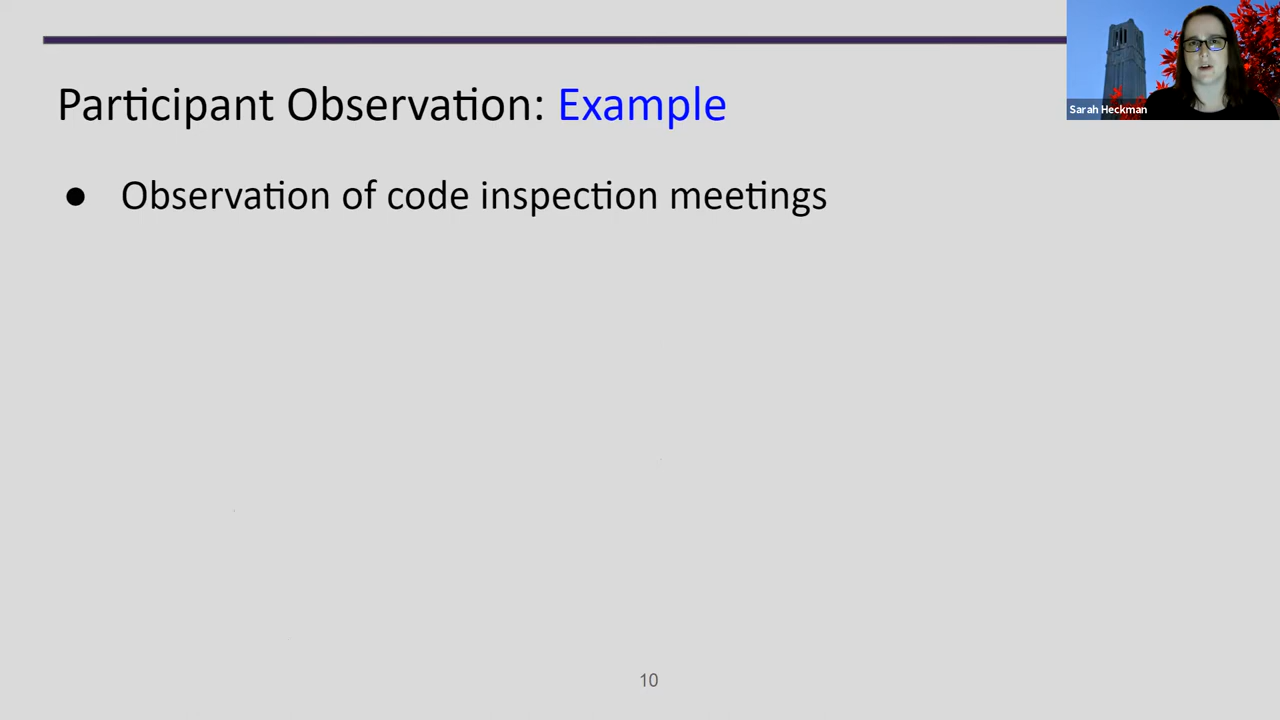 Sarah Heckman
Participant Observation: Example
● Observation of code inspection meetings
10